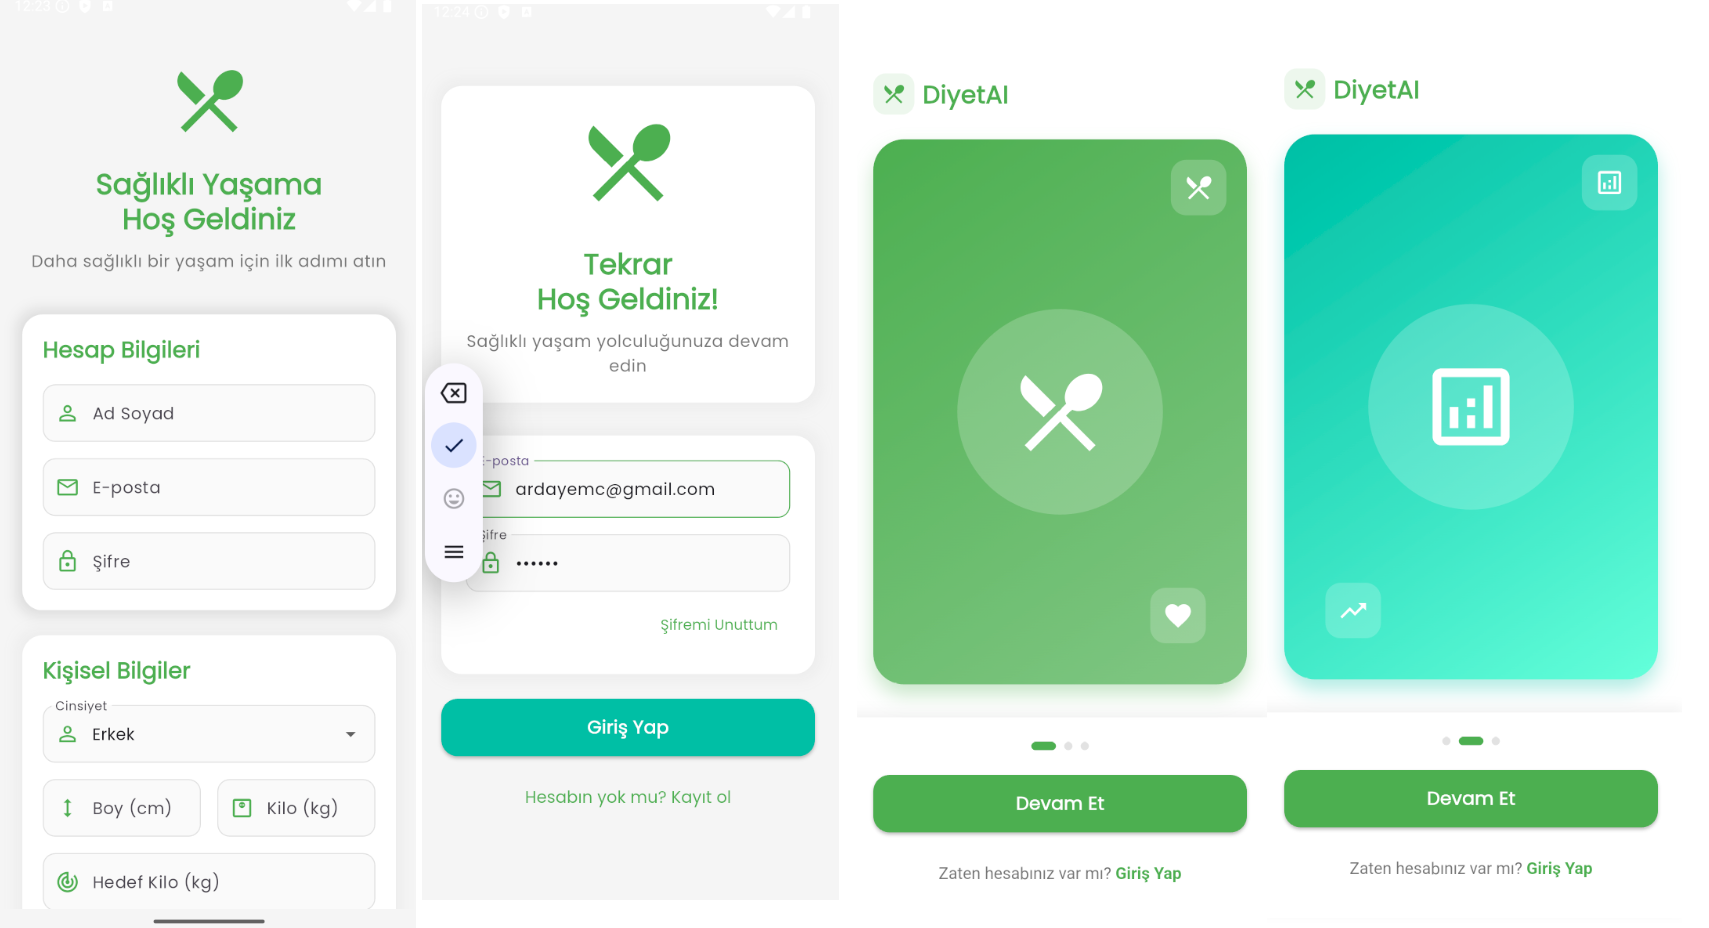 12:23
Sağlıklı Yaşama
Hoş Geldiniz
Daha sağlıklı bir yaşam için ilk adımı atın
Hesap Bilgileri
Ad Soyad
E-posta
Şifre
Kişisel Bilgiler
Cinsiyet
Erkek
Boy (cm)
Kilo (kg)
Hedef Kilo (kg)
12:24
Tekrar
Hoş Geldiniz!
Sağlıklı yaşam yolculuğunuza devam
edin
E-posta
ardayemc@gmail.com
Şifre
••••••
Şifremi Unuttum
Giriş Yap
Hesabın yok mu? Kayıt ol
DiyetAI
Devam Et
Zaten hesabınız var mı? Giriş Yap
DiyetAI
Devam Et
Zaten hesabınız var mı? Giriş Yap